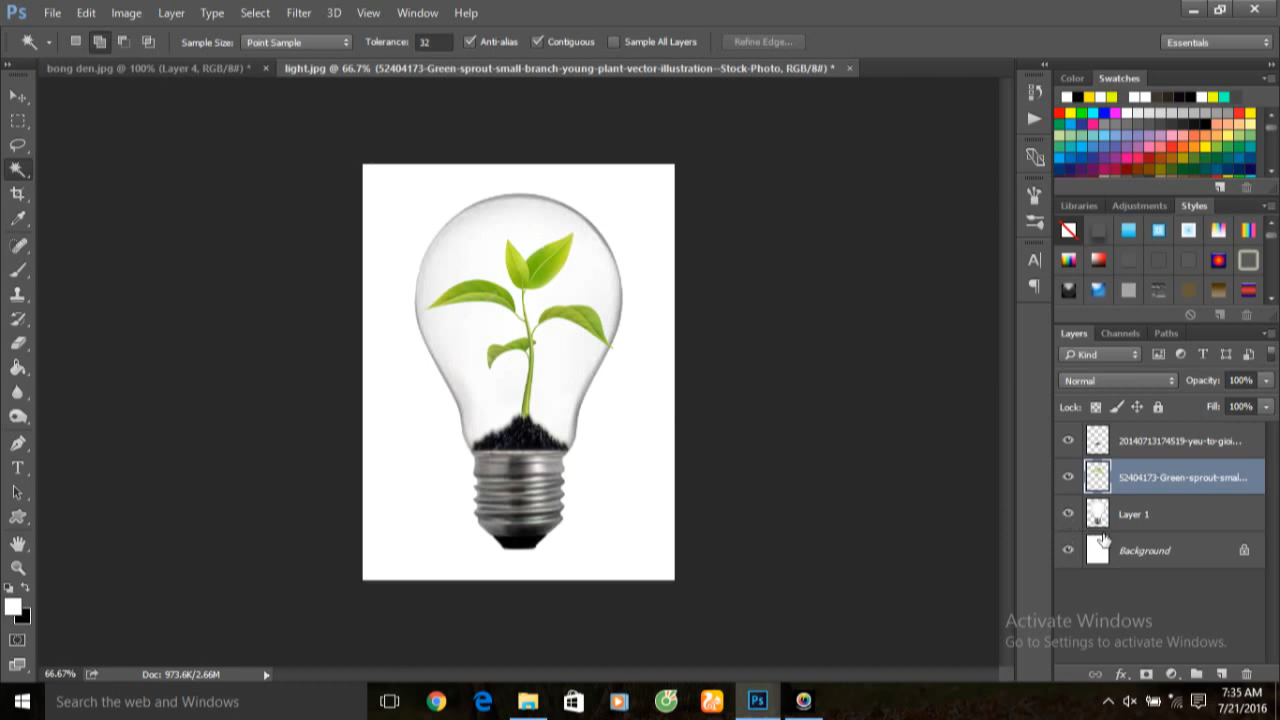 Ps File Edit Image Layer Type Select Filter 3D View Window Help
Sample Size: Point Sample Tolerance: 32 Anti-alias Contiguous Sample All Layers Refine Edge... Essentials
bong den.jpg @ 100% (Layer 4, RGB/8#) * × light.jpg @ 66.7% (52404173-Green-sprout-small-branch-young-plant-vector-illustration--Stock-Photo, RGB/8#) * ×
Color Swatches
Libraries Adjustments Styles
Layers Channels Paths
Kind
Normal Opacity: 100%
Lock: Fill: 100%
20140713174519-yeu-to-gioi...
52404173-Green-sprout-smal...
Layer 1
Background
Activate Windows
Go to Settings to activate Windows.
66.67% Doc: 973.6K/2.66M
Search the web and Windows
Ps
7:35 AM
7/21/2016